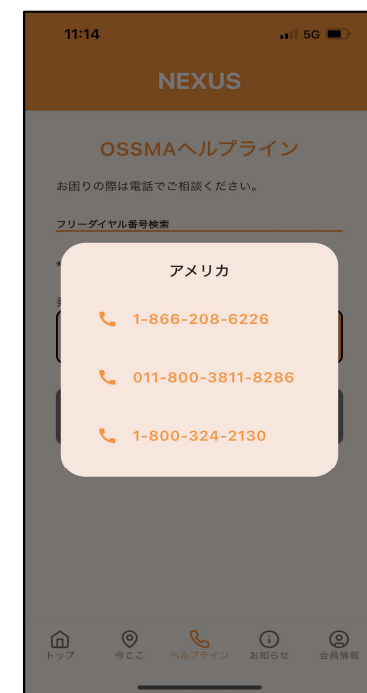 11:14
5G
NEXUS
OSSMAヘルプライン
お困りの際は電話でご相談ください。
フリーダイヤル番号検索
*
アメリカ
1-866-208-6226
011-800-3811-8286
1-800-324-2130
トップ
今ここ
ヘルプライン
お知らせ
会員情報